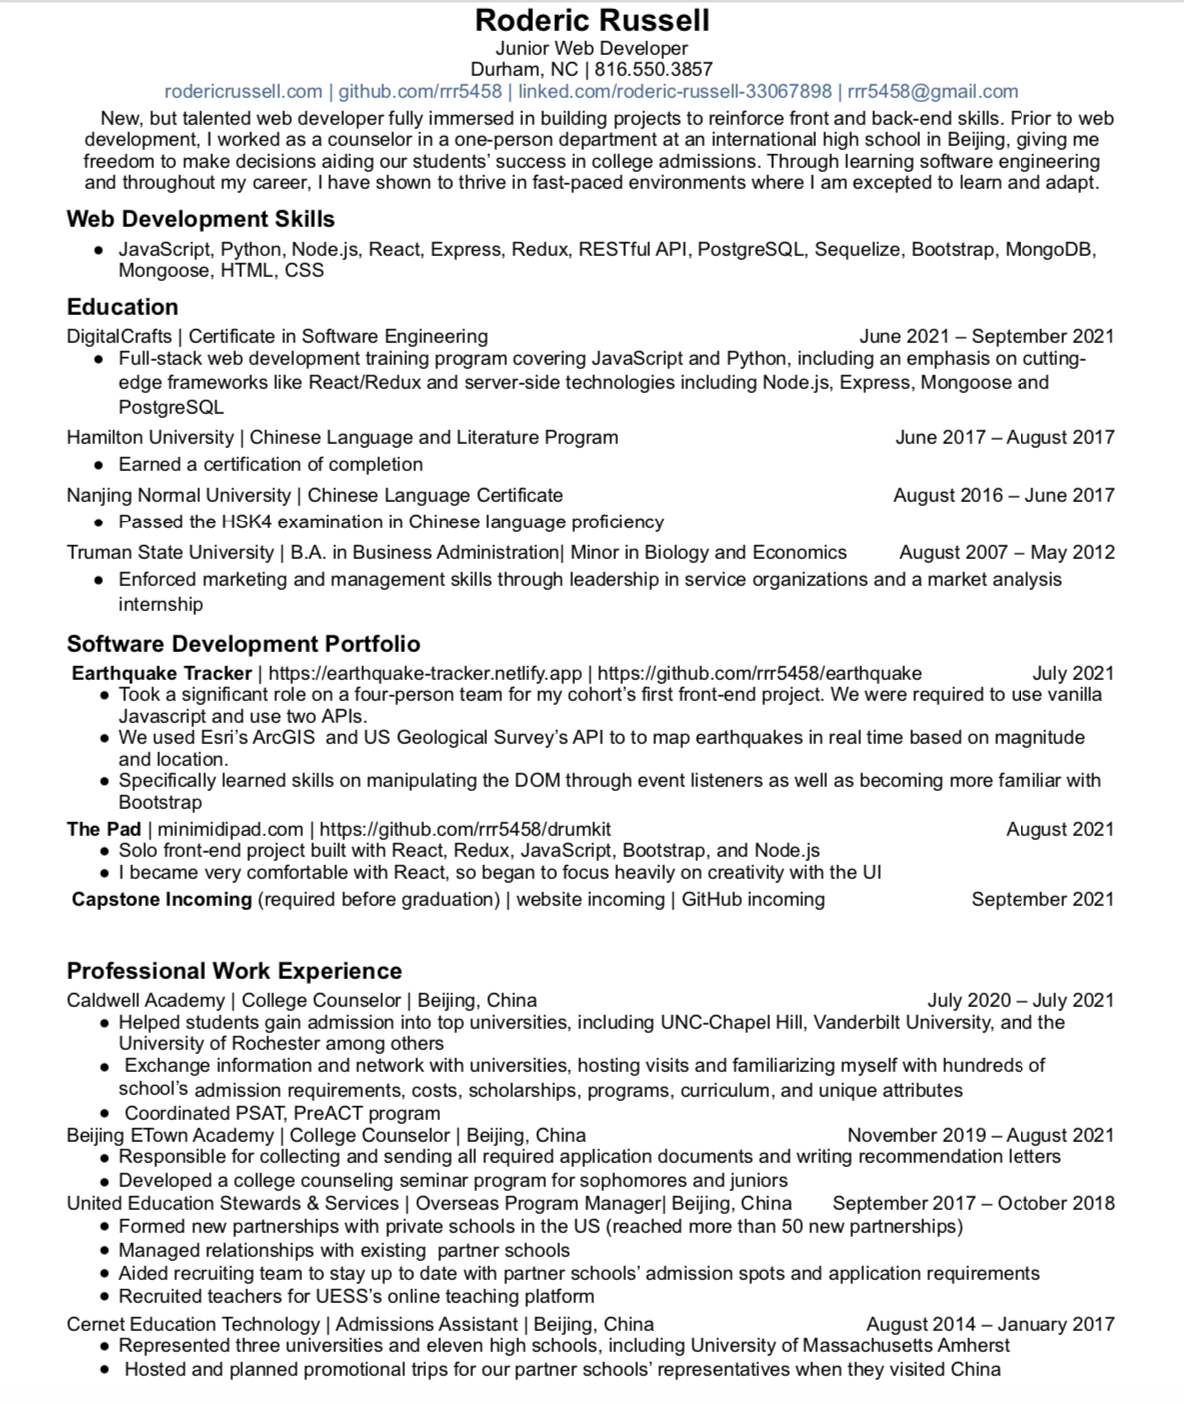 Roderic Russell
Junior Web Developer
Durham, NC | 816.550.3857
rodericrussell.com | github.com/rrr5458 | linked.com/roderic-russell-33067898 | rrr5458@gmail.com
New, but talented web developer fully immersed in building projects to reinforce front and back-end skills. Prior to web
development, I worked as a counselor in a one-person department at an international high school in Beijing, giving me
freedom to make decisions aiding our students' success in college admissions. Through learning software engineering
and throughout my career, I have shown to thrive in fast-paced environments where I am excepted to learn and adapt.
Web Development Skills
● JavaScript, Python, Node.js, React, Express, Redux, RESTful API, PostgreSQL, Sequelize, Bootstrap, MongoDB,
Mongoose, HTML, CSS
Education
DigitalCrafts | Certificate in Software Engineering June 2021 – September 2021
● Full-stack web development training program covering JavaScript and Python, including an emphasis on cutting-
edge frameworks like React/Redux and server-side technologies including Node.js, Express, Mongoose and
PostgreSQL
Hamilton University | Chinese Language and Literature Program June 2017 – August 2017
● Earned a certification of completion
Nanjing Normal University | Chinese Language Certificate August 2016 – June 2017
● Passed the HSK4 examination in Chinese language proficiency
Truman State University | B.A. in Business Administration| Minor in Biology and Economics August 2007 – May 2012
● Enforced marketing and management skills through leadership in service organizations and a market analysis
internship
Software Development Portfolio
Earthquake Tracker | https://earthquake-tracker.netlify.app | https://github.com/rrr5458/earthquake July 2021
● Took a significant role on a four-person team for my cohort's first front-end project. We were required to use vanilla
Javascript and use two APIs.
● We used Esri's ArcGIS and US Geological Survey's API to to map earthquakes in real time based on magnitude
and location.
● Specifically learned skills on manipulating the DOM through event listeners as well as becoming more familiar with
Bootstrap
The Pad | minimidipad.com | https://github.com/rrr5458/drumkit August 2021
● Solo front-end project built with React, Redux, JavaScript, Bootstrap, and Node.js
● I became very comfortable with React, so began to focus heavily on creativity with the UI
Capstone Incoming (required before graduation) | website incoming | GitHub incoming September 2021
Professional Work Experience
Caldwell Academy | College Counselor | Beijing, China July 2020 – July 2021
● Helped students gain admission into top universities, including UNC-Chapel Hill, Vanderbilt University, and the
University of Rochester among others
● Exchange information and network with universities, hosting visits and familiarizing myself with hundreds of
school's admission requirements, costs, scholarships, programs, curriculum, and unique attributes
● Coordinated PSAT, PreACT program
Beijing ETown Academy | College Counselor | Beijing, China November 2019 – August 2021
● Responsible for collecting and sending all required application documents and writing recommendation letters
● Developed a college counseling seminar program for sophomores and juniors
United Education Stewards & Services | Overseas Program Manager| Beijing, China September 2017 – October 2018
● Formed new partnerships with private schools in the US (reached more than 50 new partnerships)
● Managed relationships with existing partner schools
● Aided recruiting team to stay up to date with partner schools' admission spots and application requirements
● Recruited teachers for UESS's online teaching platform
Cernet Education Technology | Admissions Assistant | Beijing, China August 2014 – January 2017
● Represented three universities and eleven high schools, including University of Massachusetts Amherst
● Hosted and planned promotional trips for our partner schools' representatives when they visited China